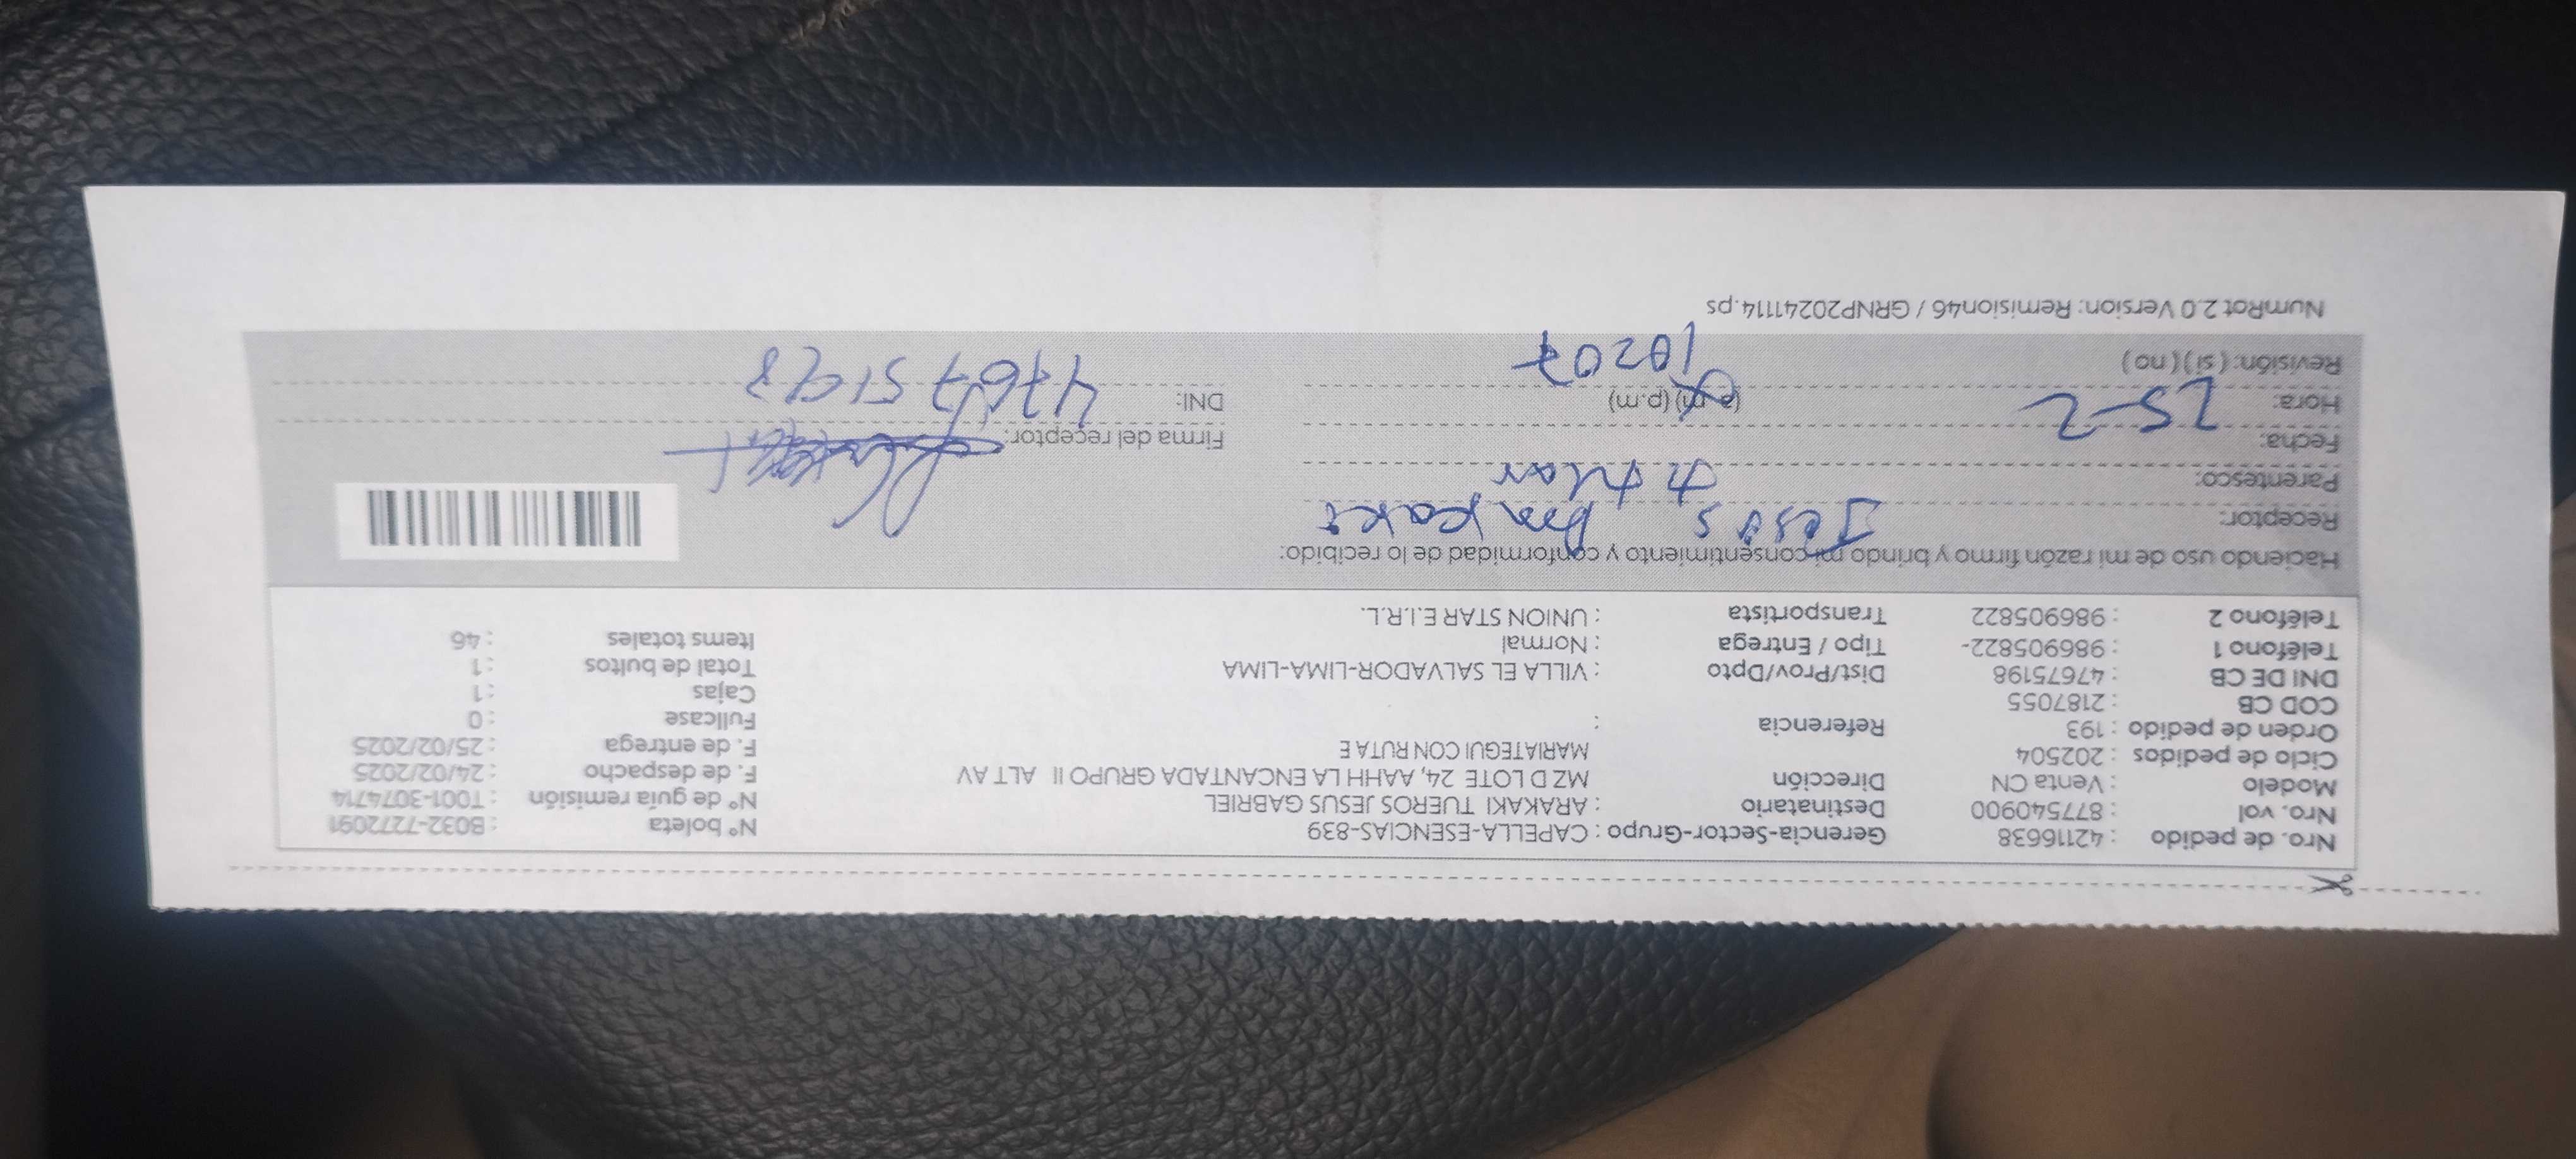 Nro. de pedido : 42116638 Gerencia-Sector-Grupo : CAPELLA-ESENCIAS-839 N° boleta : B032-7272091
Nro. vol : 877540900 Destinatario : ARAKAKI TUEROS JESUS GABRIEL N° de guía remisión : T001-3074714
Modelo : Venta CN Dirección MZ D LOTE 24, AAHH LA ENCANTADA GRUPO II ALT AV F. de despacho : 24/02/2025
Ciclo de pedidos : 202504 MARIATEGUI CON RUTA E F. de entrega : 25/02/2025
Orden de pedido : 193 Referencia : Fullcase : 0
COD CB : 2187055 Cajas : 1
DNI DE CB : 47675198 Dist/Prov/Dpto : VILLA EL SALVADOR-LIMA-LIMA Total de bultos : 1
Teléfono 1 : 986905822- Tipo / Entrega : Normal Items totales : 46
Teléfono 2 : 986905822 Transportista : UNION STAR E.I.R.L.
Haciendo uso de mi razón firmo y brindo mi consentimiento y conformidad de lo recibido:
Receptor: Jesús
Parentesco:
Fecha: 25-2 Firma del receptor:
Hora: (a.m) (p.m) DNI:
Revisión: ( si ) ( no ) 10207
NumRot 2.0 Version: Remision46 / GRNP20241114.ps